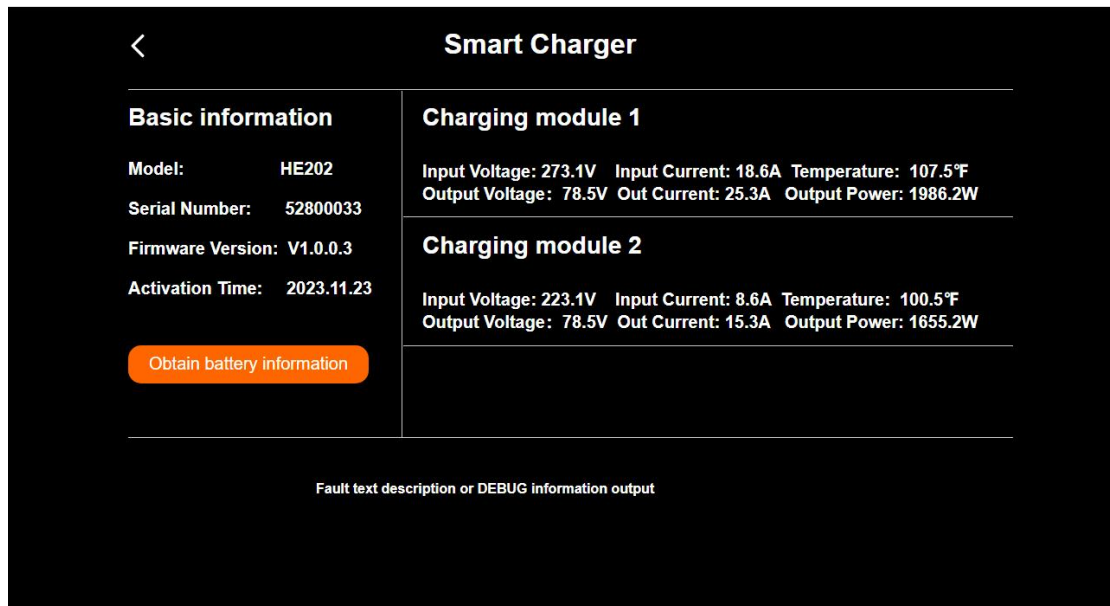 Smart Charger
Basic information
Model: HE202
Serial Number: 52800033
Firmware Version: V1.0.0.3
Activation Time: 2023.11.23
Obtain battery information
Charging module 1
Input Voltage: 273.1V Input Current: 18.6A Temperature: 107.5℉
Output Voltage: 78.5V Out Current: 25.3A Output Power: 1986.2W
Charging module 2
Input Voltage: 223.1V Input Current: 8.6A Temperature: 100.5℉
Output Voltage: 78.5V Out Current: 15.3A Output Power: 1655.2W
Fault text description or DEBUG information output